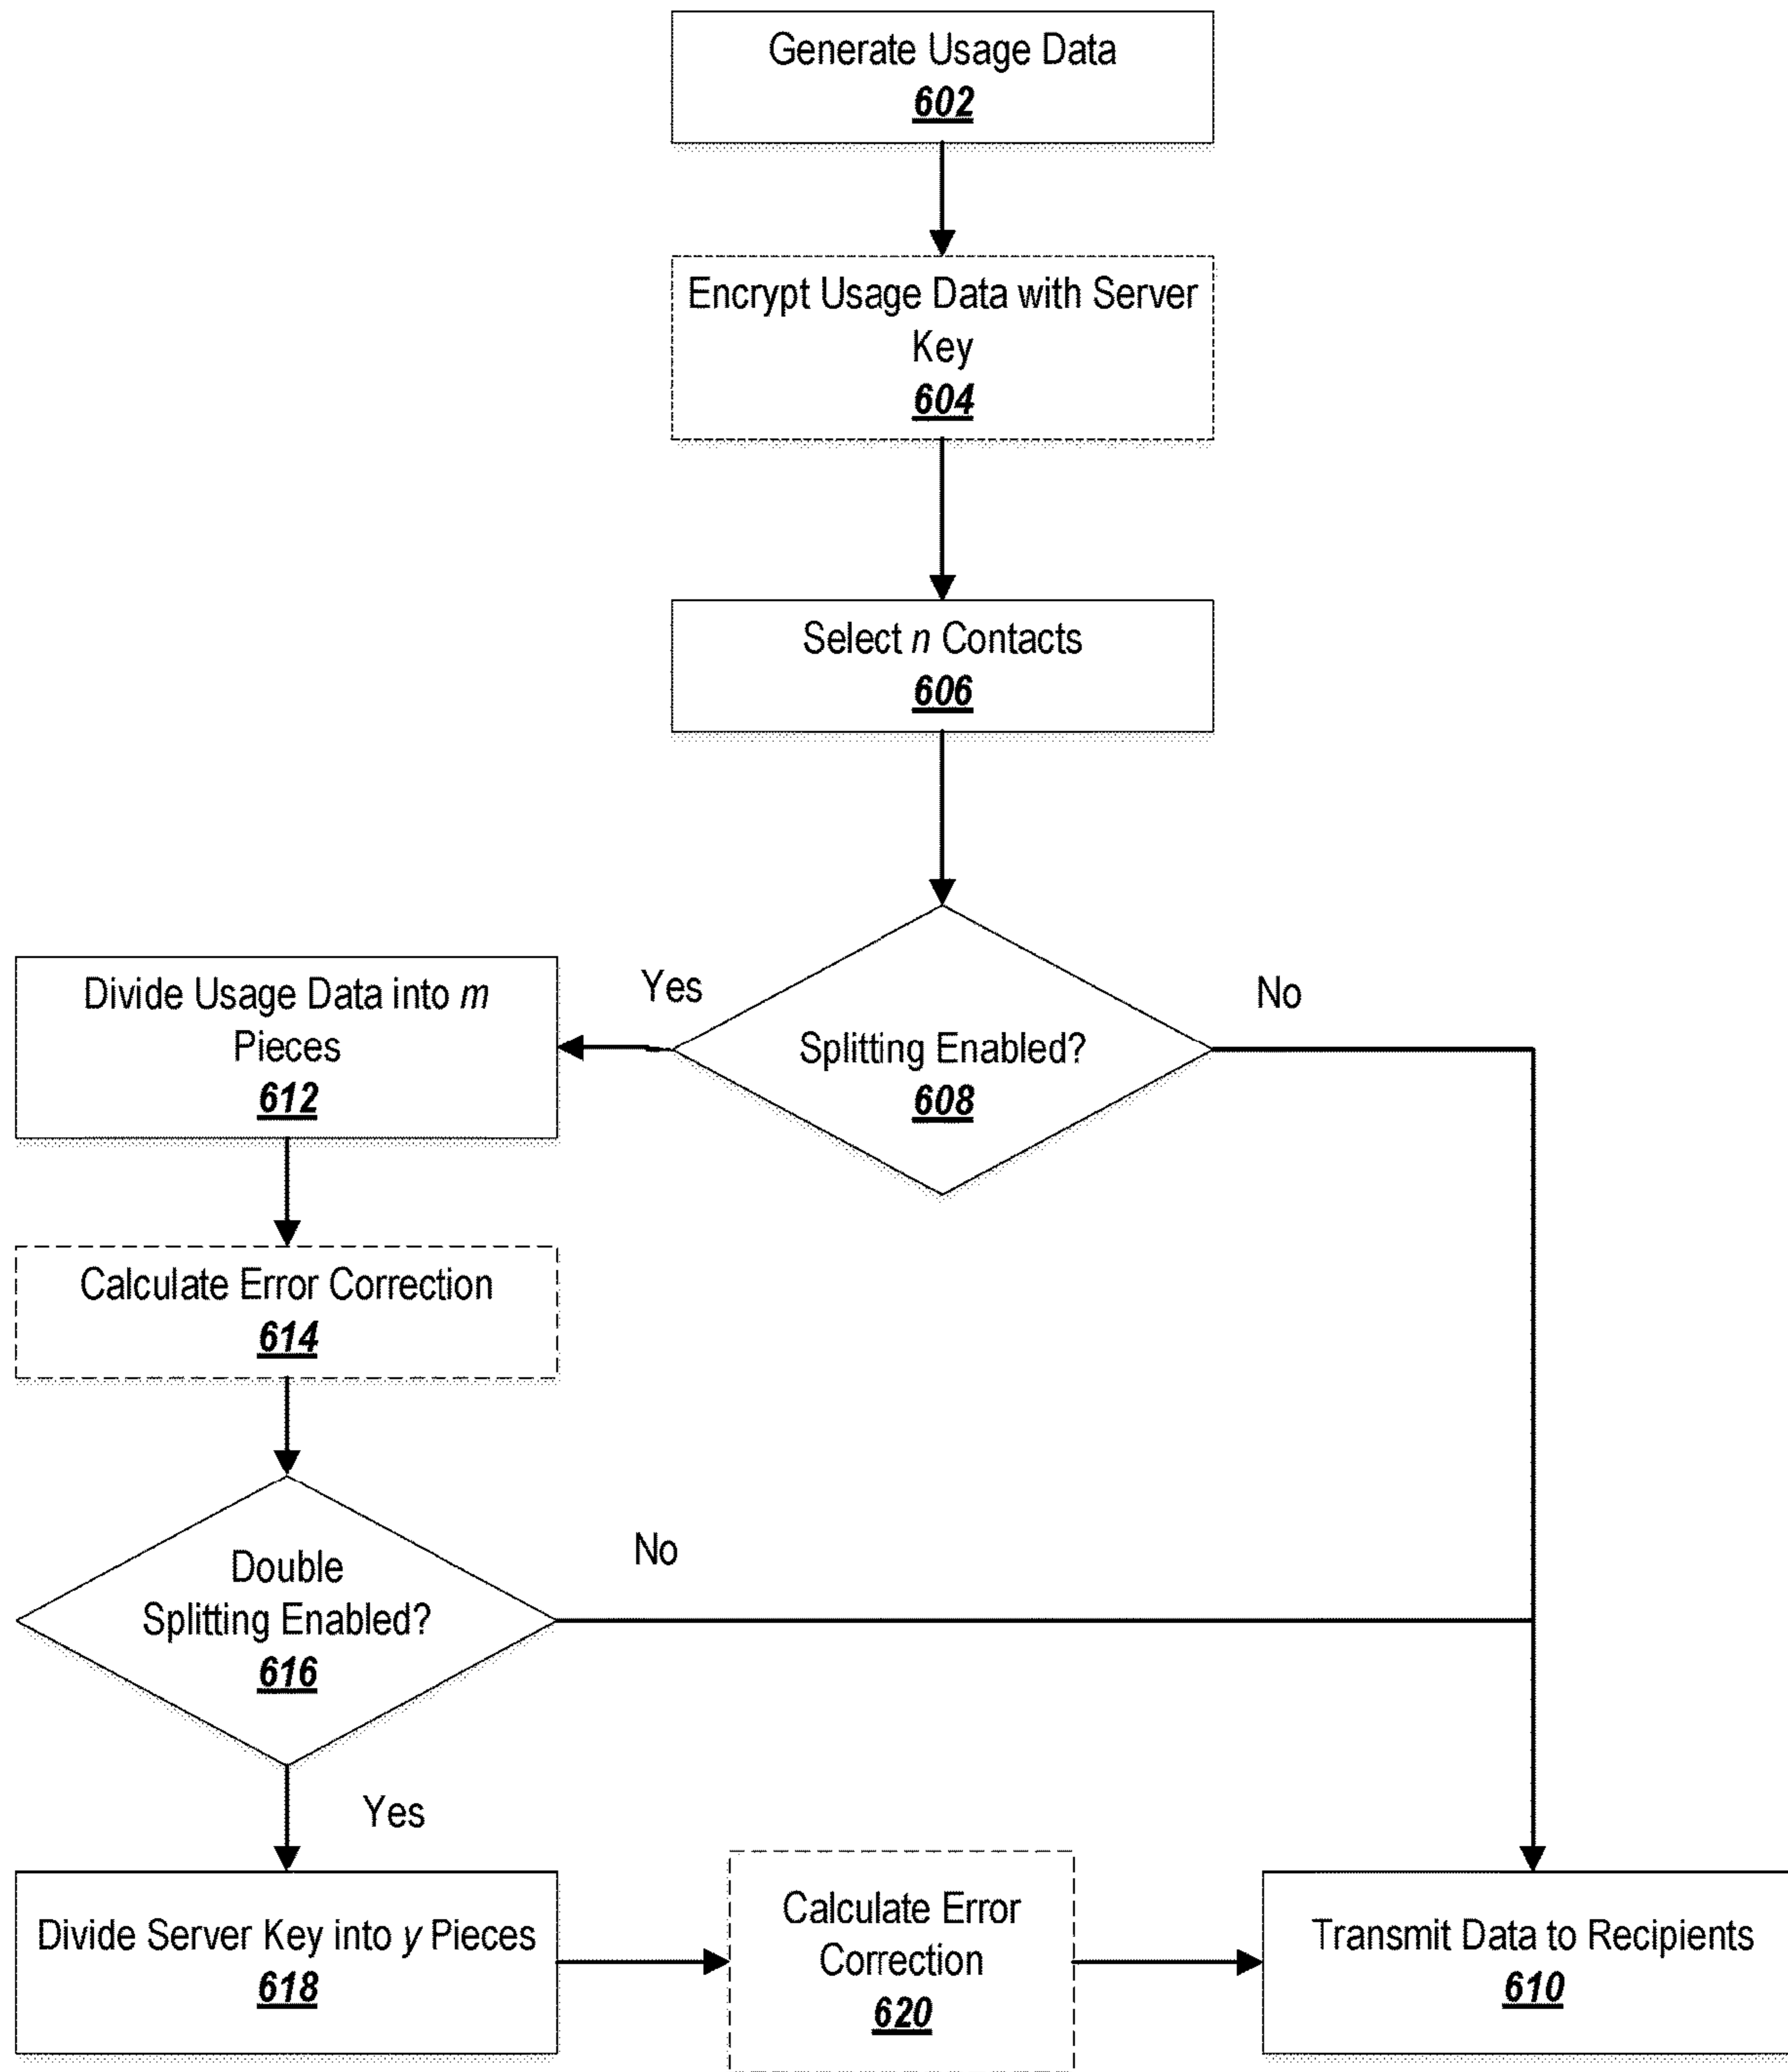 Generate Usage Data
602
Encrypt Usage Data with Server
Key
604
Select n Contacts
606
Splitting Enabled?
608
Yes
No
Divide Usage Data into m
Pieces
612
Calculate Error Correction
614
Double
Splitting Enabled?
616
No
Yes
Divide Server Key into y Pieces
618
Calculate Error
Correction
620
Transmit Data to Recipients
610